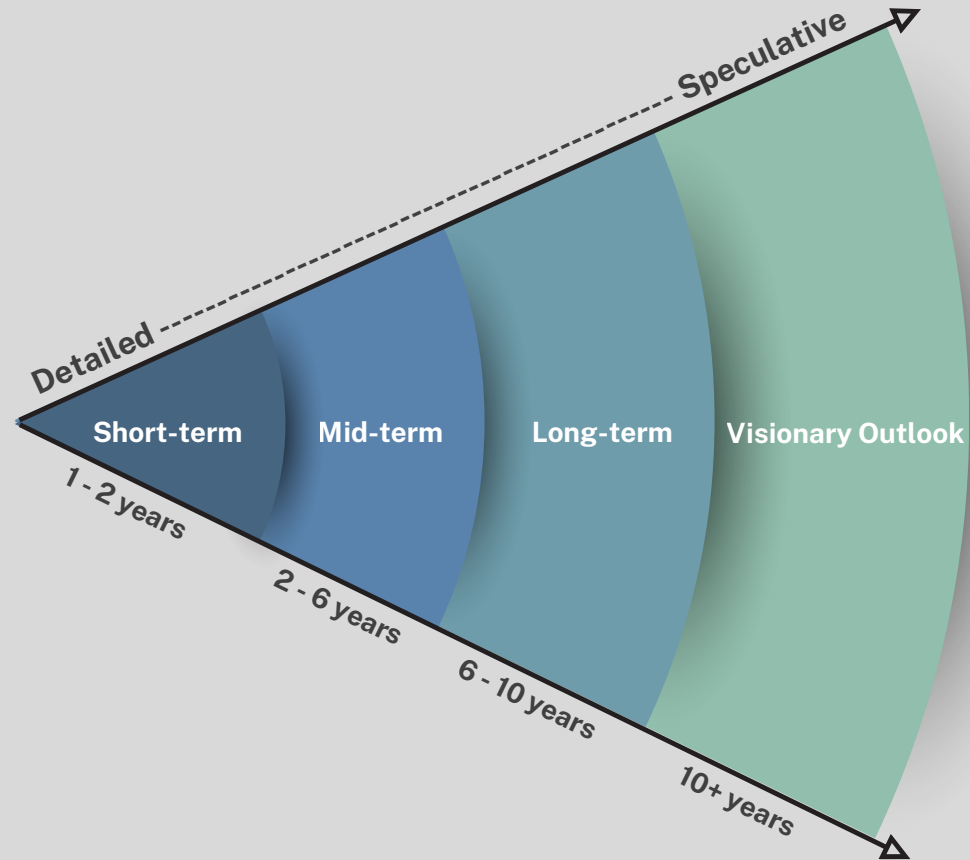 Speculative
Detailed
Short-term
Mid-term
Long-term
Visionary Outlook
1 - 2 years
2 - 6 years
6 - 10 years
10+ years